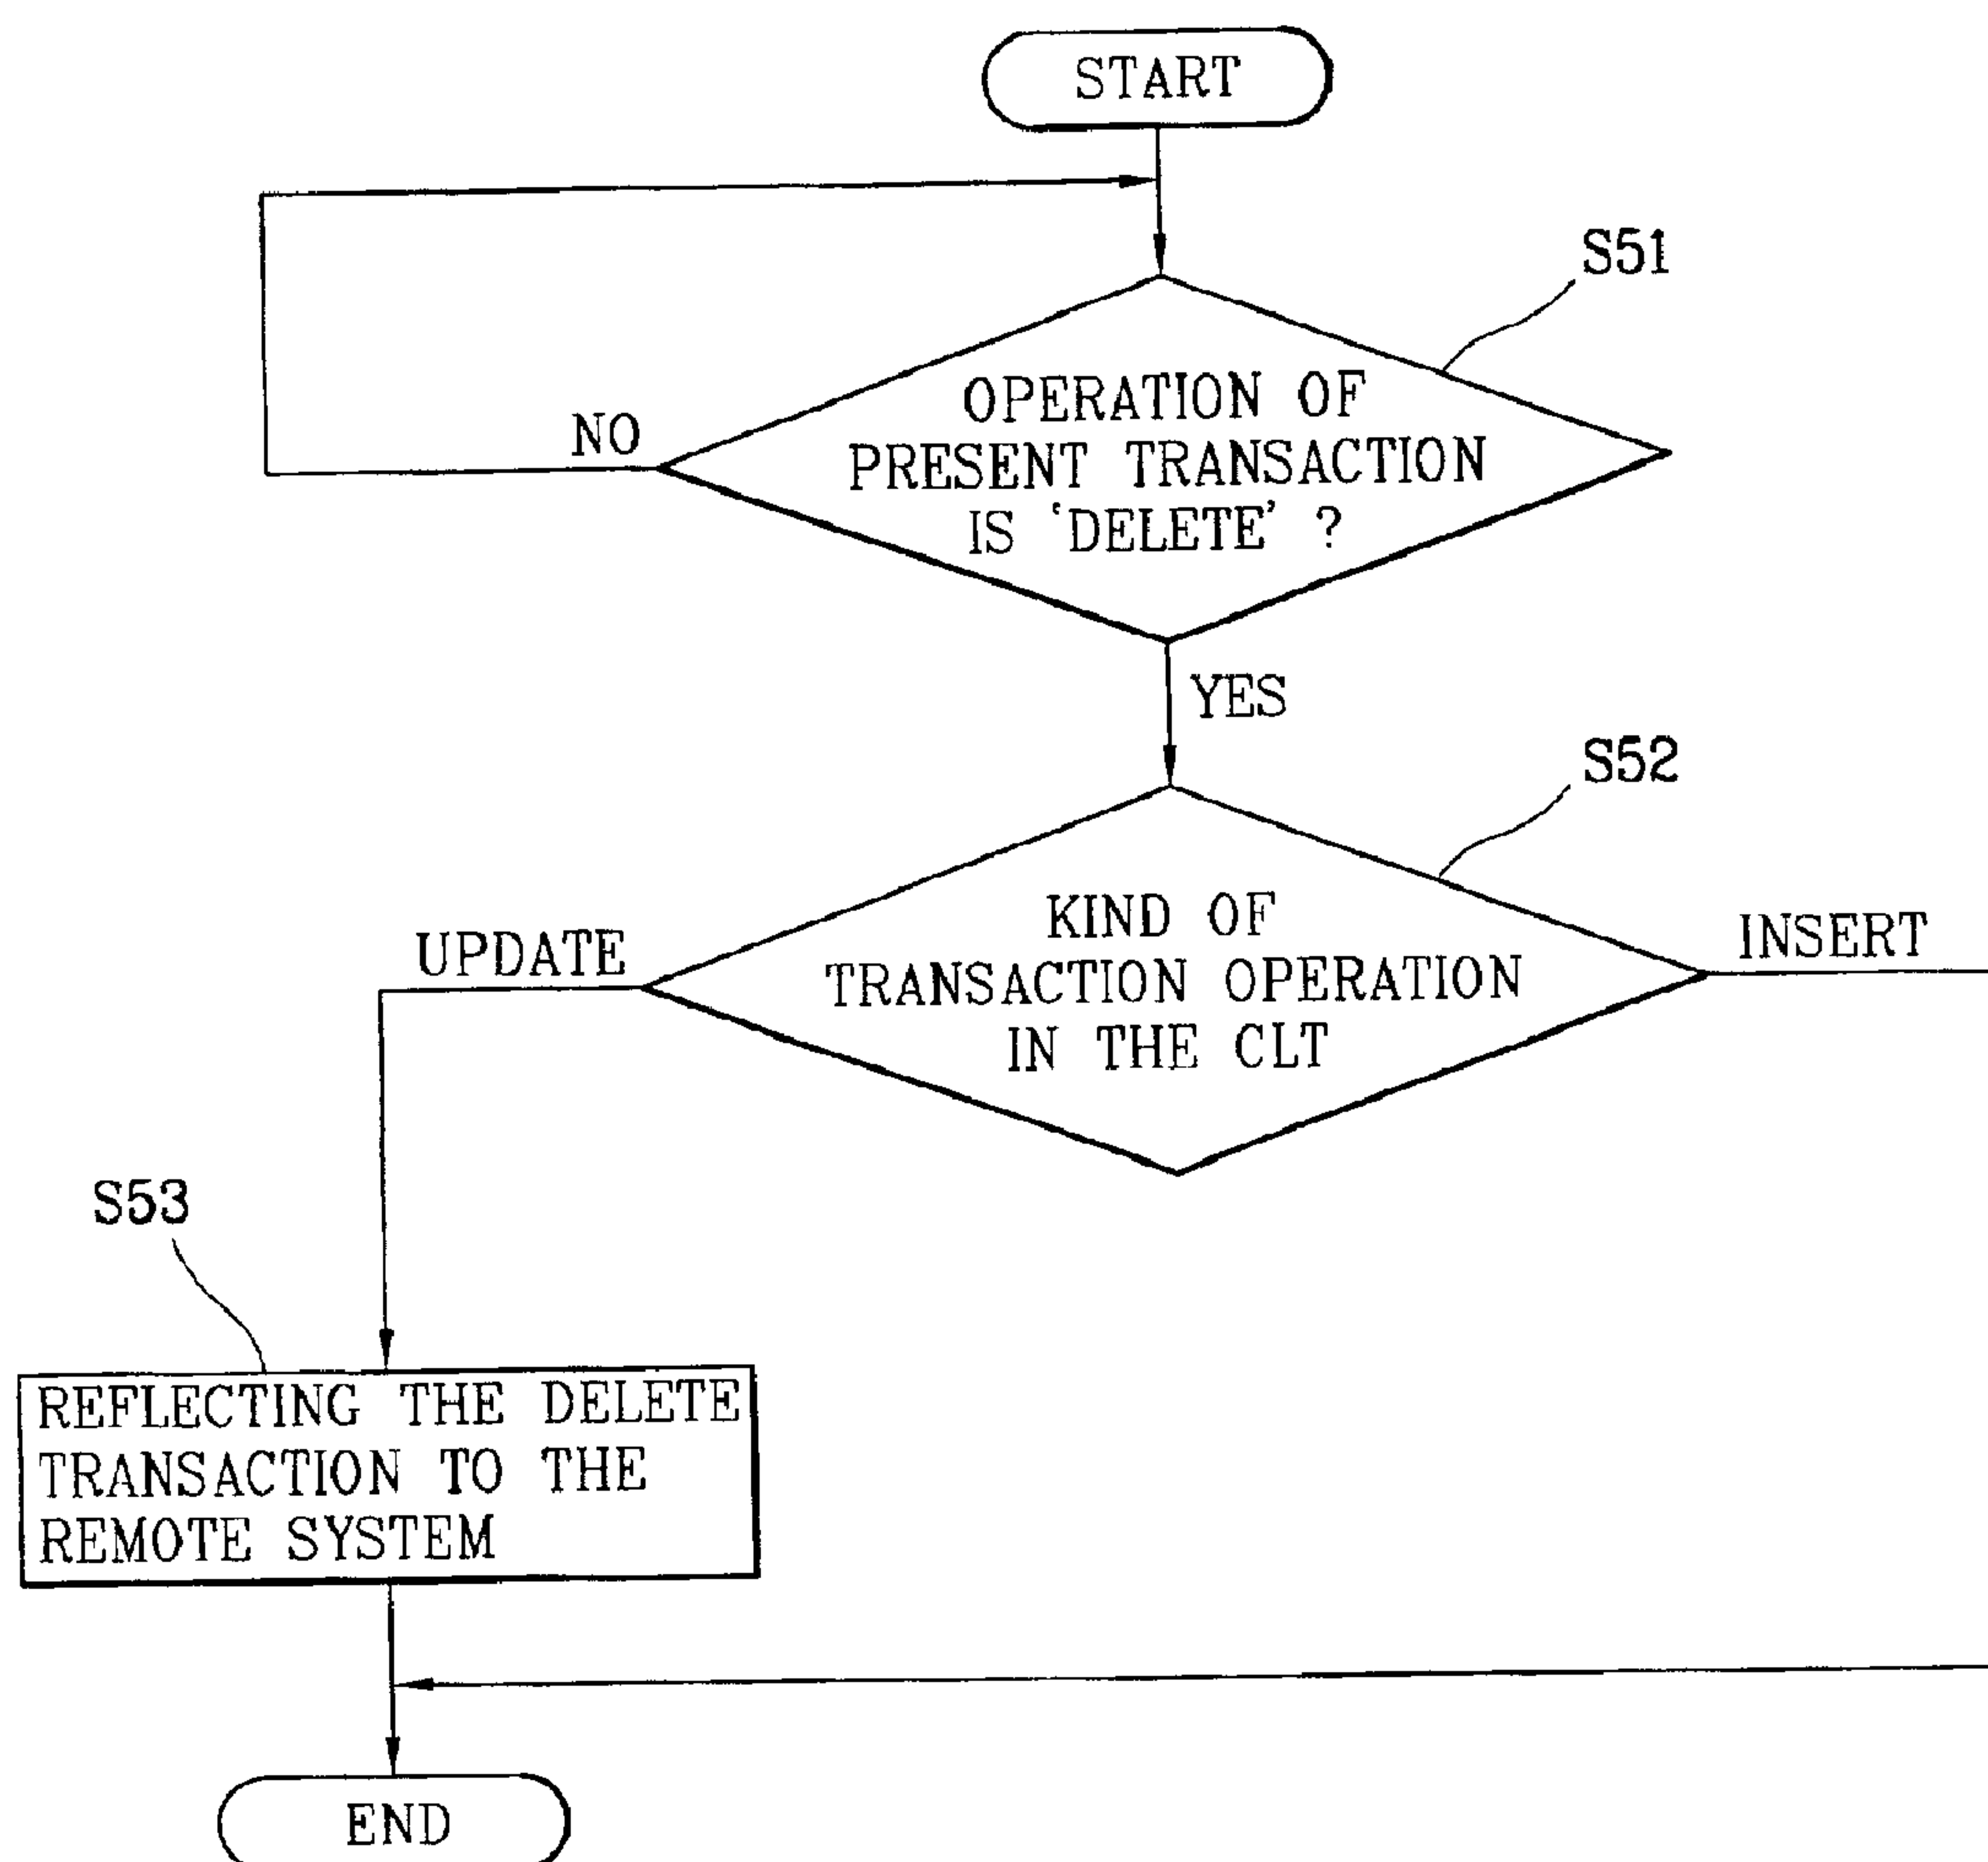 START
S51
OPERATION OF
PRESENT TRANSACTION
IS 'DELETE' ?
NO
YES
S52
KIND OF
TRANSACTION OPERATION
IN THE CLT
UPDATE
INSERT
S53
REFLECTING THE DELETE
TRANSACTION TO THE
REMOTE SYSTEM
END